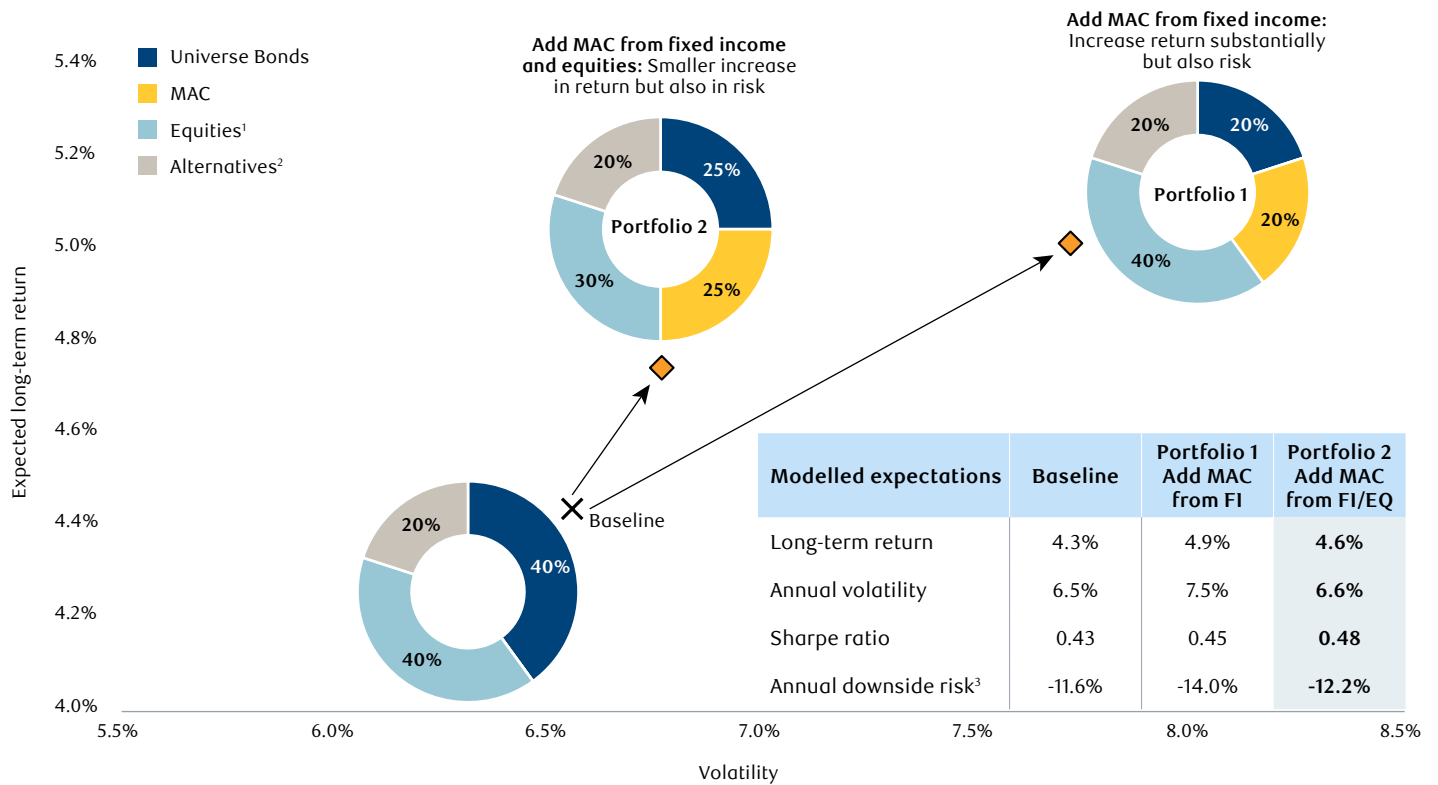 Add MAC from fixed income:
Increase return substantially
but also risk
Add MAC from fixed income
and equities: Smaller increase
in return but also in risk
Universe Bonds
MAC
Equities¹
Alternatives²
Expected long-term return
5.4%
5.2%
5.0%
4.8%
4.6%
4.4%
4.2%
4.0%
20%
25%
Portfolio 2
30%
25%
20%
20%
Portfolio 1
20%
40%
20%
40%
40%
Baseline
Modelled expectations
Baseline
Portfolio 1
Add MAC
from FI
Portfolio 2
Add MAC
from FI/EQ
Long-term return 4.3% 4.9% 4.6%
Annual volatility 6.5% 7.5% 6.6%
Sharpe ratio 0.43 0.45 0.48
Annual downside risk³ -11.6% -14.0% -12.2%
5.5% 6.0% 6.5% 7.0% 7.5% 8.0% 8.5%
Volatility